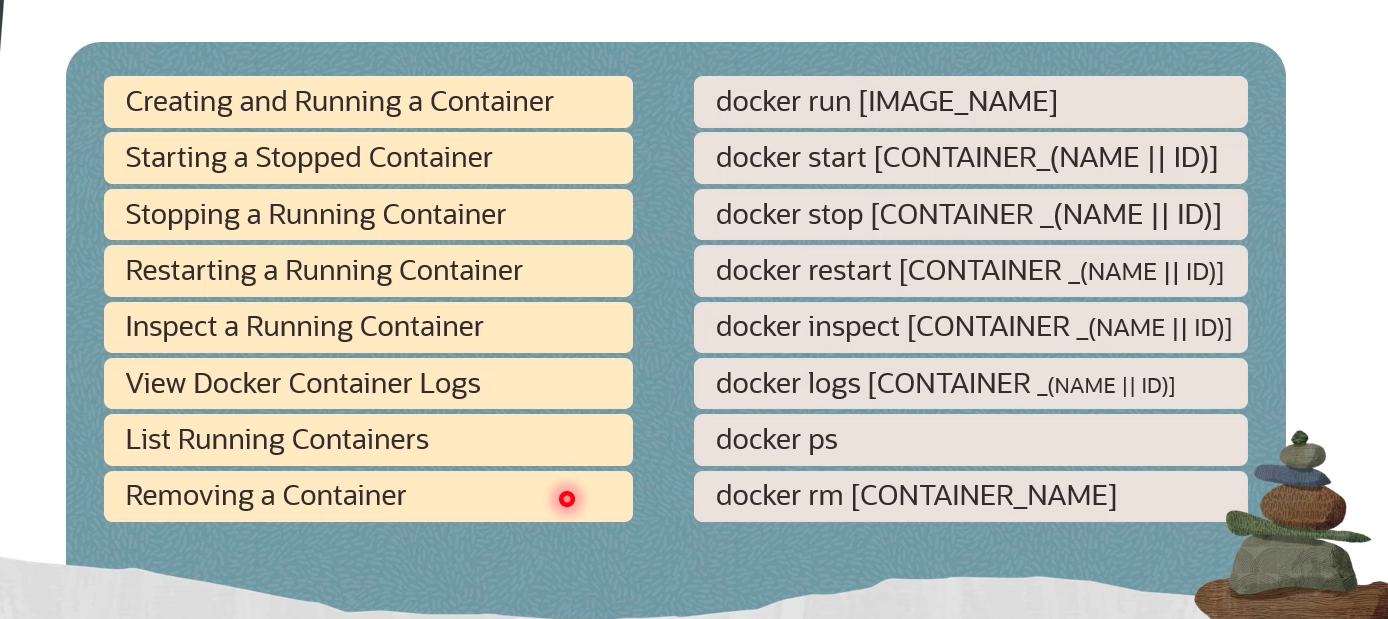 Creating and Running a Container
docker run [IMAGE_NAME]
Starting a Stopped Container
docker start [CONTAINER_(NAME || ID)]
Stopping a Running Container
docker stop [CONTAINER _(NAME || ID)]
Restarting a Running Container
docker restart [CONTAINER _(NAME || ID)]
Inspect a Running Container
docker inspect [CONTAINER _(NAME || ID)]
View Docker Container Logs
docker logs [CONTAINER _(NAME || ID)]
List Running Containers
docker ps
Removing a Container
docker rm [CONTAINER_NAME]